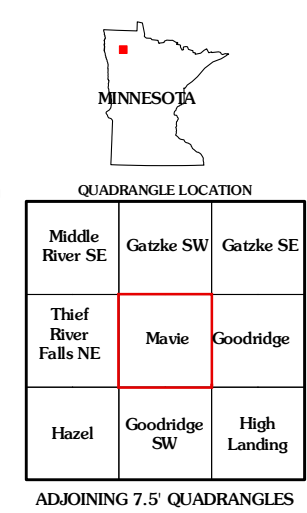 MINNESOTA
QUADRANGLE LOCATION
Middle
River SE
Gatzke SW
Gatzke SE
Thief
River
Falls NE
Mavie
Goodridge
Hazel
Goodridge
SW
High
Landing
ADJOINING 7.5' QUADRANGLES